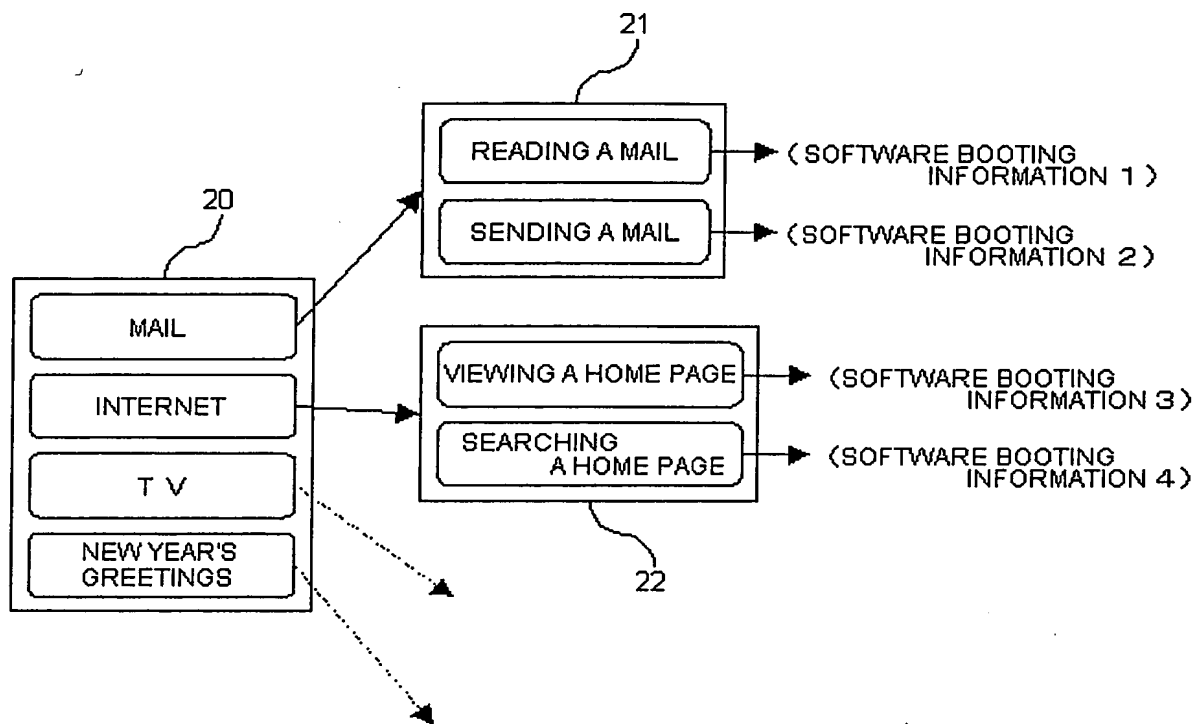 21
READING A MAIL
(SOFTWARE BOOTING
INFORMATION 1)
SENDING A MAIL
(SOFTWARE BOOTING
INFORMATION 2)
20
MAIL
INTERNET
T V
NEW YEAR'S
GREETINGS
VIEWING A HOME PAGE
(SOFTWARE BOOTING
INFORMATION 3)
SEARCHING
A HOME PAGE
(SOFTWARE BOOTING
INFORMATION 4)
22